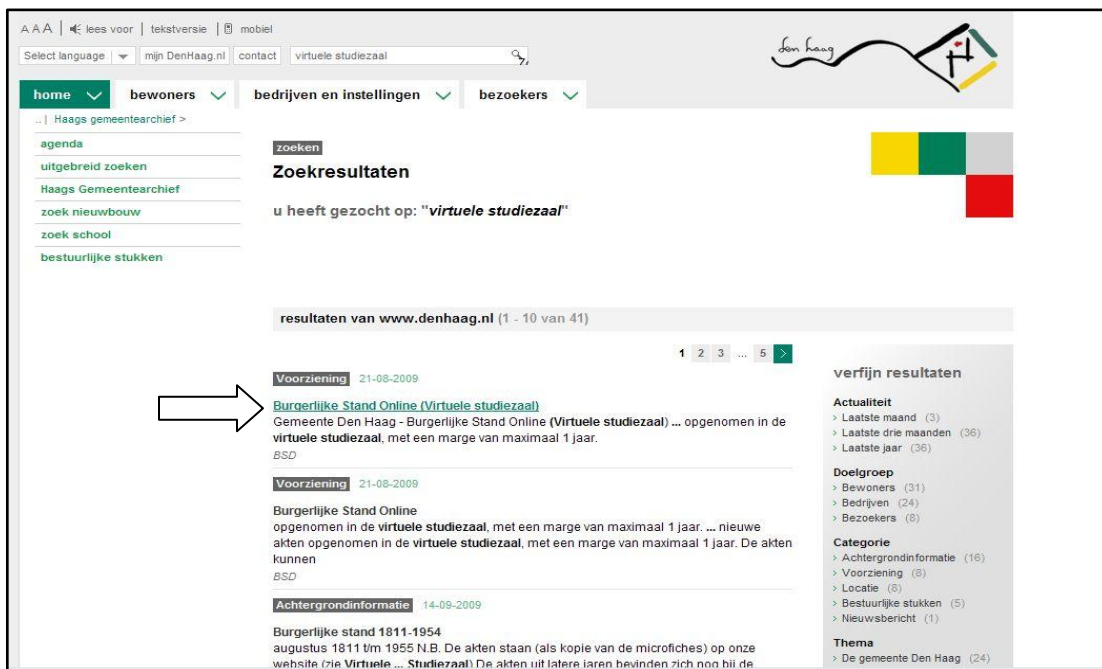 A A A | lees voor | tekstversie | mobiel
Select language mijn DenHaag.nl contact virtuele studiezaal
den haag
home bewoners bedrijven en instellingen bezoekers
.. | Haags gemeentearchief >
agenda
uitgebreid zoeken
Haags Gemeentearchief
zoek nieuwbouw
zoek school
bestuurlijke stukken
zoeken
Zoekresultaten
u heeft gezocht op: "virtuele studiezaal"
resultaten van www.denhaag.nl (1 - 10 van 41)
1 2 3 ... 5 >
Voorziening 21-08-2009
Burgerlijke Stand Online (Virtuele studiezaal)
Gemeente Den Haag - Burgerlijke Stand Online (Virtuele studiezaal) ... opgenomen in de
virtuele studiezaal, met een marge van maximaal 1 jaar.
BSD
Voorziening 21-08-2009
Burgerlijke Stand Online
opgenomen in de virtuele studiezaal, met een marge van maximaal 1 jaar. ... nieuwe
akten opgenomen in de virtuele studiezaal, met een marge van maximaal 1 jaar. De akten
kunnen
BSD
Achtergrondinformatie 14-09-2009
Burgerlijke stand 1811-1954
augustus 1811 t/m 1955 N.B. De akten staan (als kopie van de microfiches) op onze
website (zie Virtuele ... Studiezaal) De akten uit latere jaren bevinden zich nog bij de
verfijn resultaten
Actualiteit
> Laatste maand (3)
> Laatste drie maanden (36)
> Laatste jaar (36)
Doelgroep
> Bewoners (31)
> Bedrijven (24)
> Bezoekers (8)
Categorie
> Achtergrondinformatie (16)
> Voorziening (8)
> Locatie (8)
> Bestuurlijke stukken (5)
> Nieuwsbericht (1)
Thema
> De gemeente Den Haag (24)